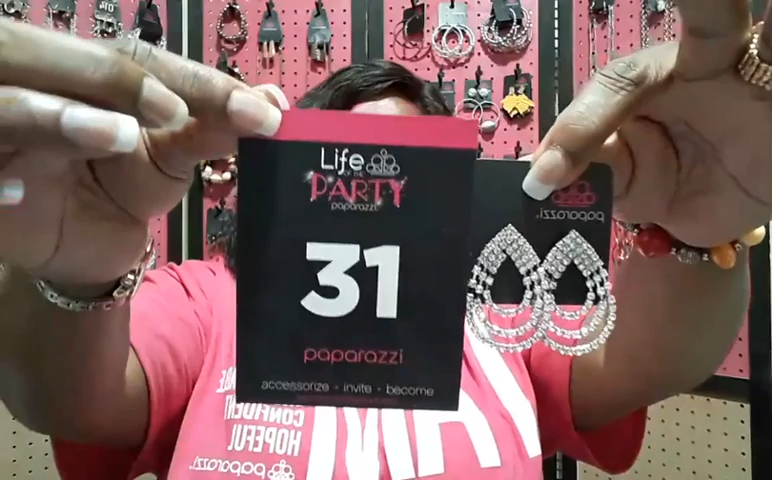 Life
OF THE
PARTY
paparazzi
31
paparazzi
accessorize • invite • become
paparazzi
CONFIDENT
HOPEFUL
paparazzi